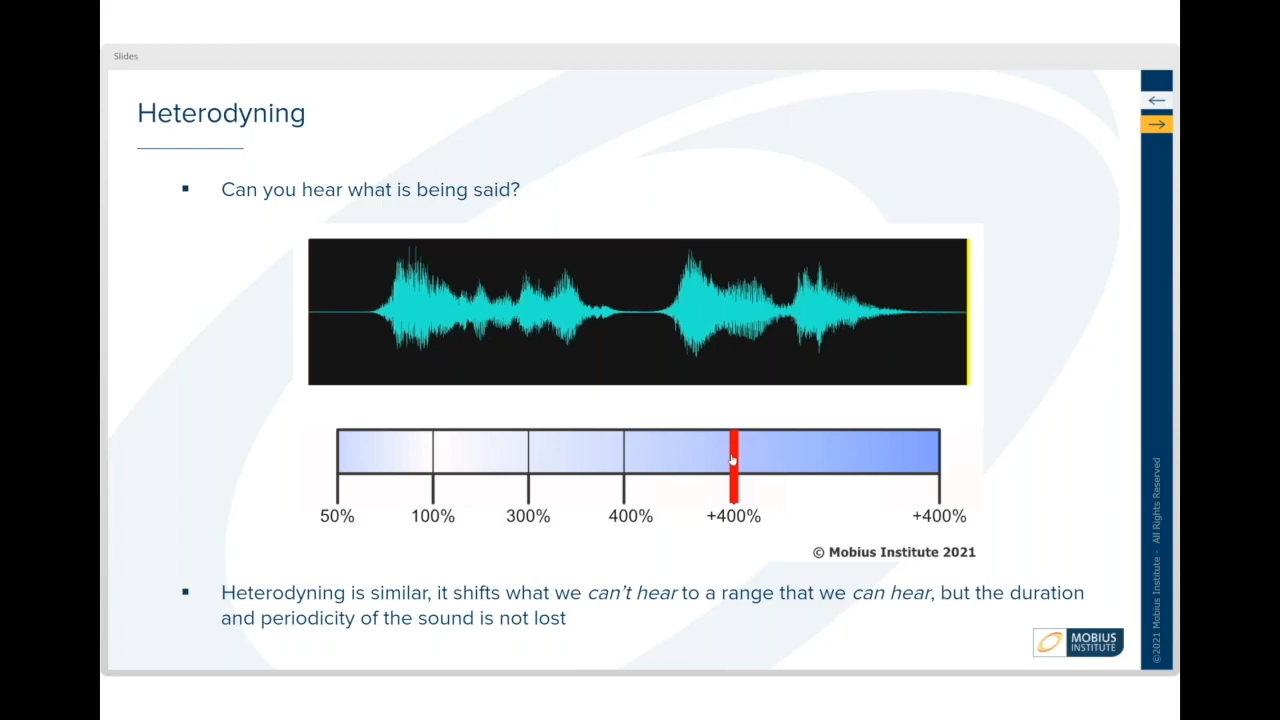 Slides
Heterodyning
▪ Can you hear what is being said?
50% 100% 300% 400% +400% +400%
© Mobius Institute 2021
▪ Heterodyning is similar, it shifts what we can't hear to a range that we can hear, but the duration
and periodicity of the sound is not lost
MOBIUS
INSTITUTE
©2021 Mobius Institute - All Rights Reserved